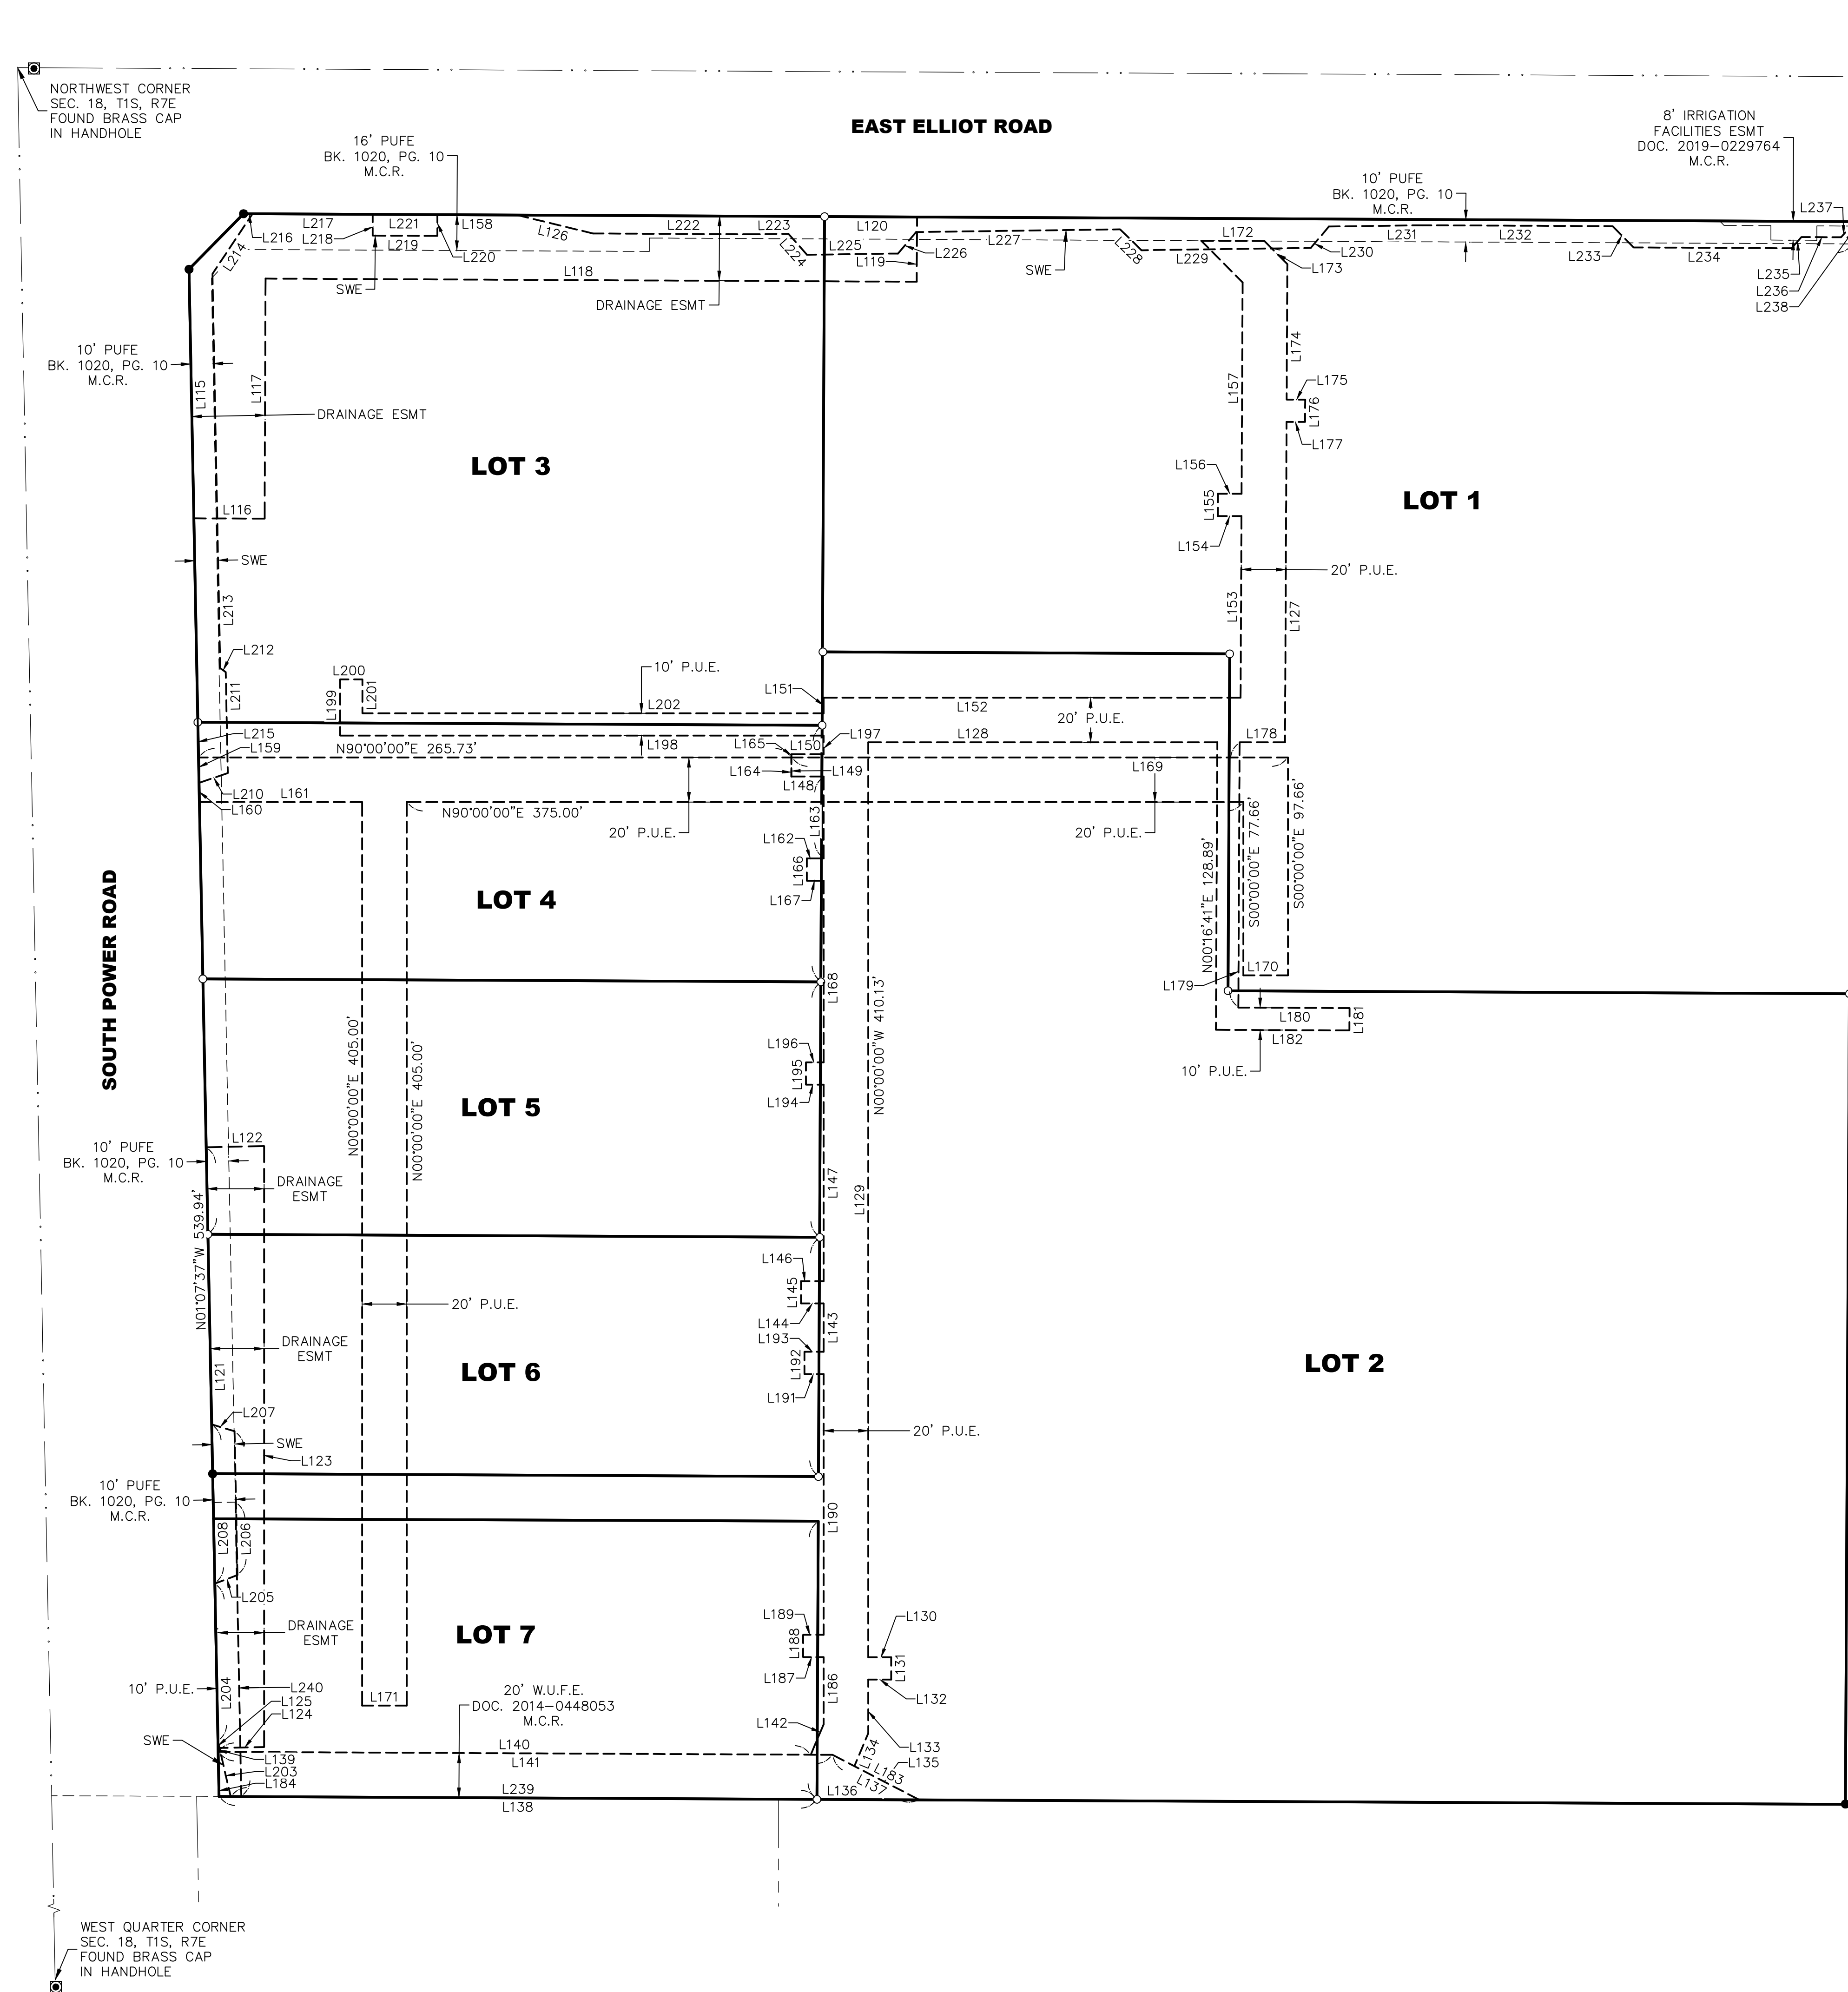 NORTHWEST CORNER
SEC. 18, T1S, R7E
FOUND BRASS CAP
IN HANDHOLE
EAST ELLIOT ROAD
8' IRRIGATION
FACILITIES ESMT
DOC. 2019-0229764
M.C.R.
16' PUFE
BK. 1020, PG. 10
M.C.R.
10' PUFE
BK. 1020, PG. 10
M.C.R.
L237
L217
L221
L158
L222
L223
L120
L216
L218
L219
L220
L126
L214
L224
L225
L119
L226
L227
L228
L172
L229
L173
L230
L231
L232
L233
L234
L235
L236
L238
SWE
L118
DRAINAGE ESMT
SWE
10' PUFE
BK. 1020, PG. 10
M.C.R.
L115
L117
DRAINAGE ESMT
L157
L174
L175
L176
L177
LOT 3
LOT 1
L156
L155
L154
L116
SWE
20' P.U.E.
L213
L153
L127
L212
L211
L200
L199
L201
10' P.U.E.
L202
L151
L152
20' P.U.E.
L215
L159
N90°00'00"E 265.73'
L198
L165
L150
L197
L128
L178
L164
L149
L148
L169
L210
L161
L160
N90°00'00"E 375.00'
20' P.U.E.
20' P.U.E.
L163
L162
L166
L167
N00°16'41"E 128.89'
S00°00'00"E 77.66'
S00°00'00"E 97.66'
LOT 4
SOUTH POWER ROAD
L168
L170
L179
L180
L181
L182
10' P.U.E.
N00°00'00"E 405.00'
N00°00'00"E 405.00'
N00°00'00"W 410.13'
L196
L195
L194
LOT 5
10' PUFE
BK. 1020, PG. 10
M.C.R.
L122
DRAINAGE
ESMT
L147
L129
N01°07'37"W 539.94'
L146
L145
L144
L143
20' P.U.E.
DRAINAGE
ESMT
L121
LOT 6
LOT 2
L193
L192
L191
L207
SWE
L123
20' P.U.E.
10' PUFE
BK. 1020, PG. 10
M.C.R.
L208
L206
L190
L205
DRAINAGE
ESMT
LOT 7
L189
L188
L187
L130
L131
L132
10' P.U.E.
L204
L240
L125
L124
L171
20' W.U.F.E.
DOC. 2014-0448053
M.C.R.
L186
L142
SWE
L139
L203
L184
L140
L141
L133
L134
L135
L183
L137
L239
L138
L136
WEST QUARTER CORNER
SEC. 18, T1S, R7E
FOUND BRASS CAP
IN HANDHOLE